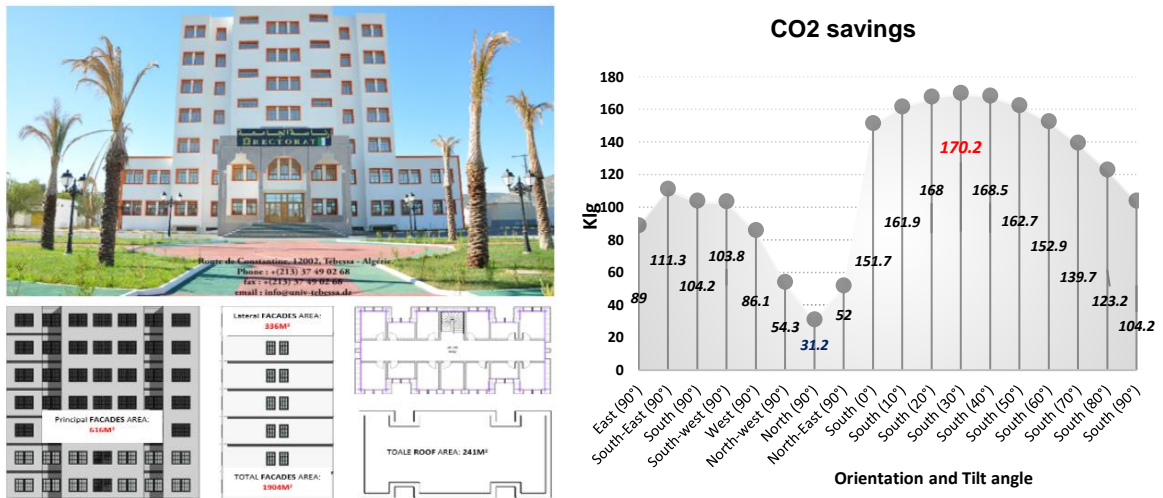 كاسة الجامعة
RECTORAT
Route de Constantine, 12002, Tébessa - Algérie
Phone : +(213) 37 49 02 68
fax : +(213) 37 49 02 68
email : info@univ-tebessa.dz
Principal FACADES AREA:
616M²
Lateral FACADES AREA:
336M²
TOTAL FACADES AREA:
1904M²
TOALE ROOF AREA: 241M²
CO2 savings
Klg
180
160
140
120
100
80
60
40
20
0
89
111.3
104.2
103.8
86.1
54.3
31.2
52
151.7
161.9
168
170.2
168.5
162.7
152.9
139.7
123.2
104.2
East (90°)
South-East (90°)
South (90°)
South-west (90°)
West (90°)
North-west (90°)
North (90°)
North-East (90°)
South (0°)
South (10°)
South (20°)
South (30°)
South (40°)
South (50°)
South (60°)
South (70°)
South (80°)
South (90°)
Orientation and Tilt angle